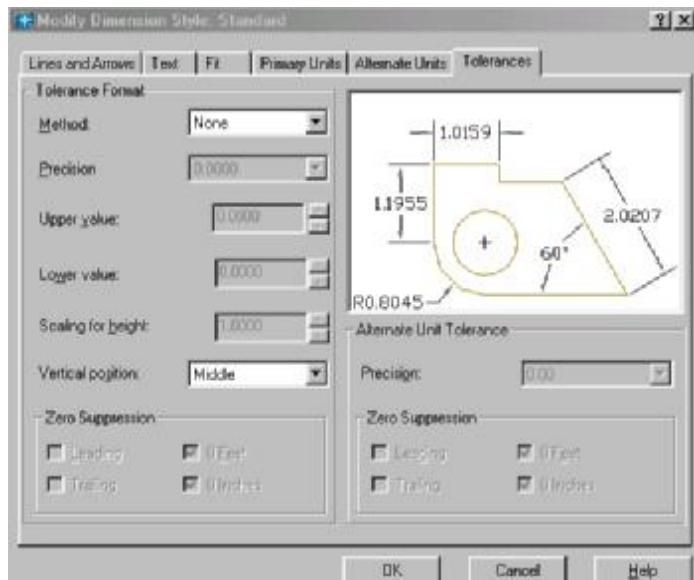 Modify Dimension Style: Standard
Lines and Arrows Text Fit Primary Units Alternate Units Tolerances
Tolerance Format
Method: None
Precision 0.0000
Upper value: 0.0000
Lower value: 0.0000
Scaling for height: 1.0000
Vertical position: Middle
Zero Suppression
Leading 0 Feet
Trailing 0 Inches
1.0159
1.1955
2.0207
60°
R0.8045
Alternate Unit Tolerance
Precision: 0.00
Zero Suppression
Leading 0 Feet
Trailing 0 Inches
OK Cancel Help